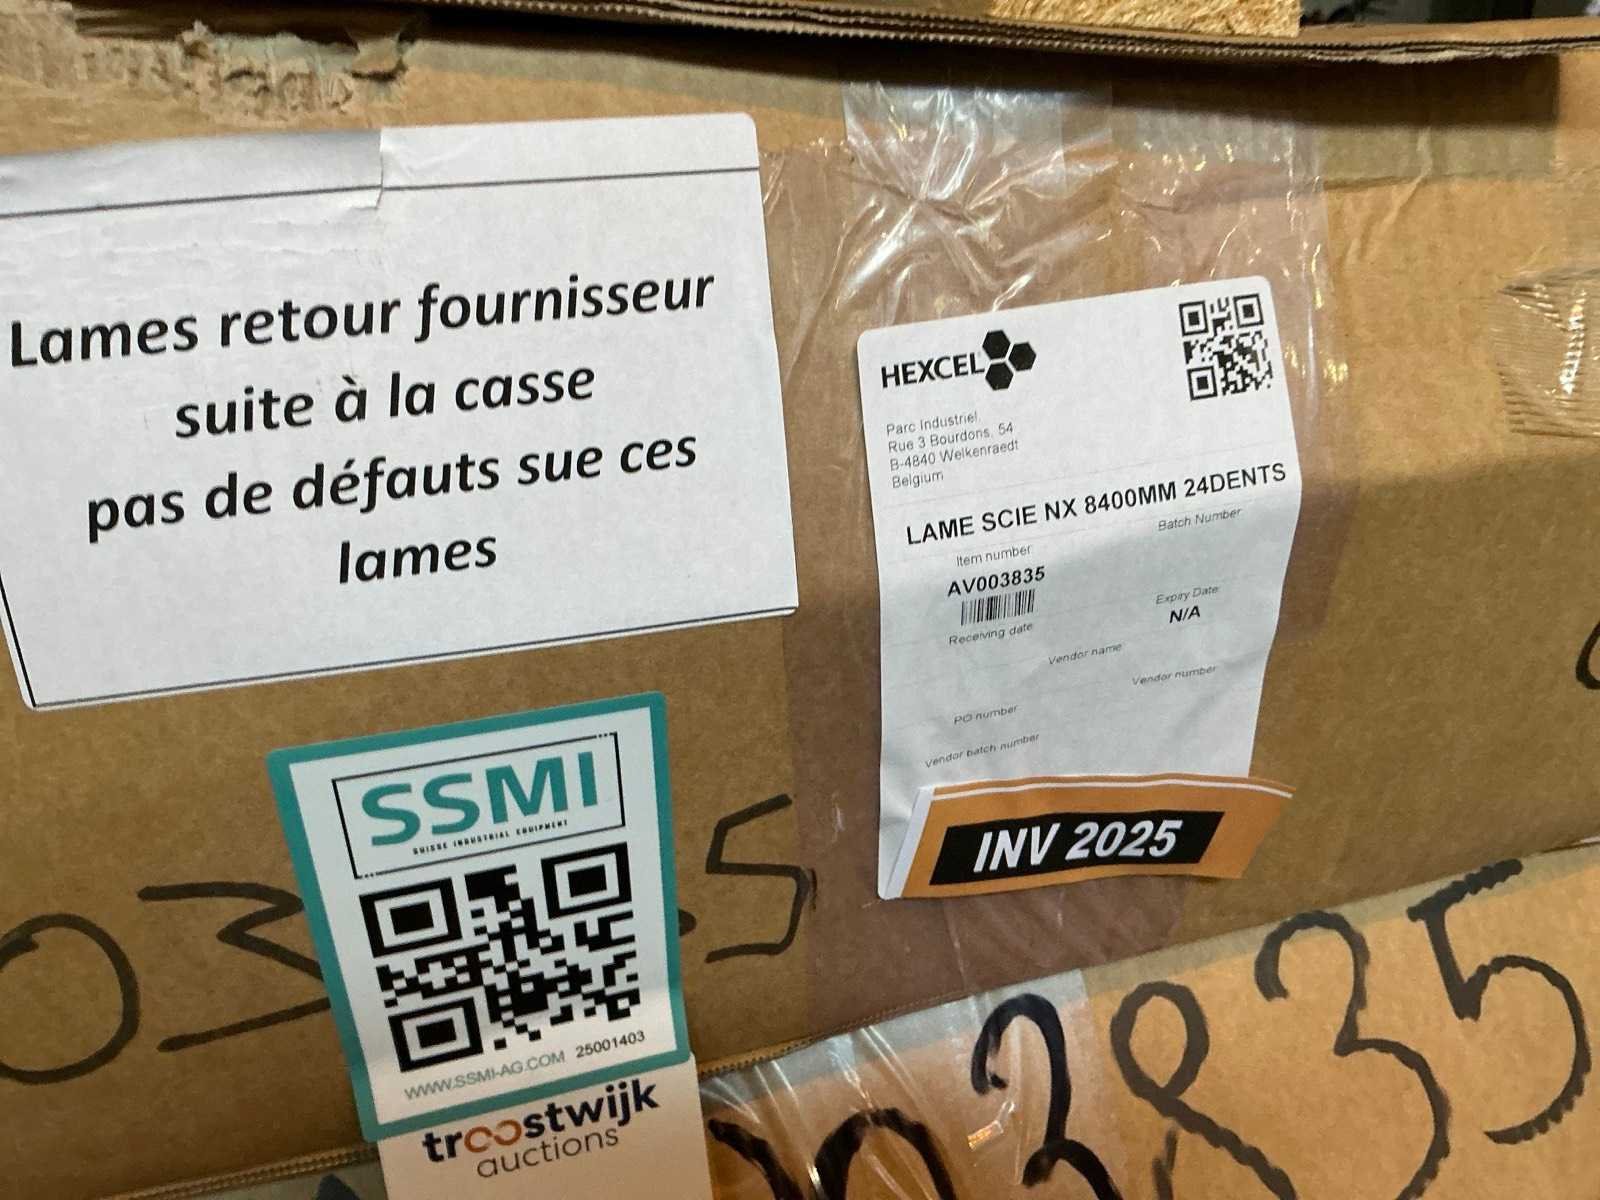 Lames retour fournisseur
suite à la casse
pas de défauts sue ces
lames
HEXCEL
Parc Industriel,
Rue 3 Bourdons, 54
B-4840 Welkenraedt
Belgium
LAME SCIE NX 8400MM 24DENTS
Item number
Batch Number
AV003835
Receiving date
Expiry Date
N/A
Vendor name
Vendor number
PO number
Vendor batch number
INV 2025
SSMI
SUISSE INDUSTRIAL EQUIPMENT
WWW.SSMI-AG.COM 25001403
troostwijk
auctions
03 5
03835